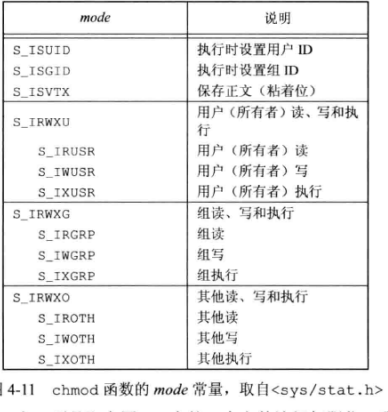 mode 说明
S_ISUID 执行时设置用户 ID
S_ISGID 执行时设置组 ID
S_ISVTX 保存正文（粘着位）
S_IRWXU 用户（所有者）读、写和执
行
S_IRUSR 用户（所有者）读
S_IWUSR 用户（所有者）写
S_IXUSR 用户（所有者）执行
S_IRWXG 组读、写和执行
S_IRGRP 组读
S_IWGRP 组写
S_IXGRP 组执行
S_IRWXO 其他读、写和执行
S_IROTH 其他读
S_IWOTH 其他写
S_IXOTH 其他执行
4-11 chmod 函数的 mode 常量，取自<sys/stat.h>